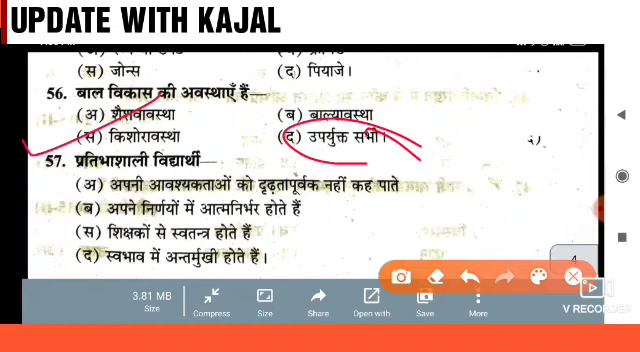 UPDATE WITH KAJAL
(स) जोन्स (द) पियाजे।
56. बाल विकास की अवस्थाएँ हैं—
(अ) शैशवावस्था (ब) बाल्यावस्था
(स) किशोरावस्था (द) उपर्युक्त सभी।
57. प्रतिभाशाली विद्यार्थी—
(अ) अपनी आवश्यकताओं को दृढ़तापूर्वक नहीं कह पाते
(ब) अपने निर्णयों में आत्मनिर्भर होते हैं
(स) शिक्षकों से स्वतन्त्र होते हैं
(द) स्वभाव में अन्तर्मुखी होते हैं।
4
3.81 MB
Size Compress Size Share Open with Save More
V RECORDER